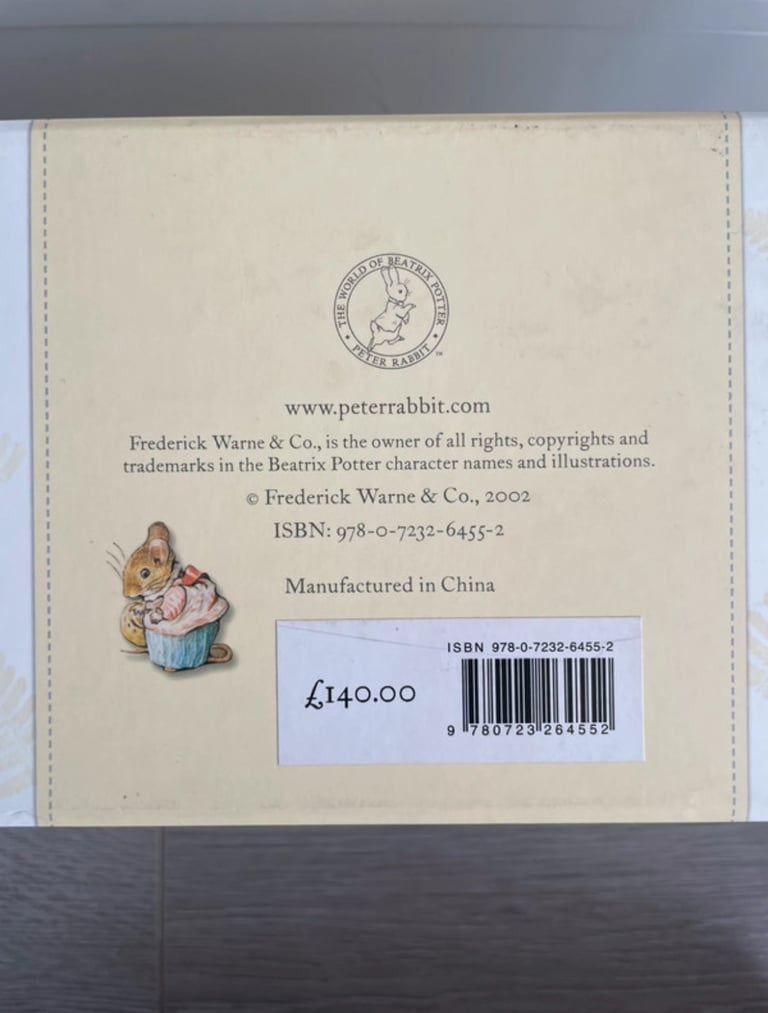 THE WORLD OF BEATRIX POTTER
• PETER RABBIT •
™
www.peterrabbit.com
Frederick Warne & Co., is the owner of all rights, copyrights and
trademarks in the Beatrix Potter character names and illustrations.
© Frederick Warne & Co., 2002
ISBN: 978-0-7232-6455-2
Manufactured in China
ISBN 978-0-7232-6455-2
£140.00
9 780723 264552